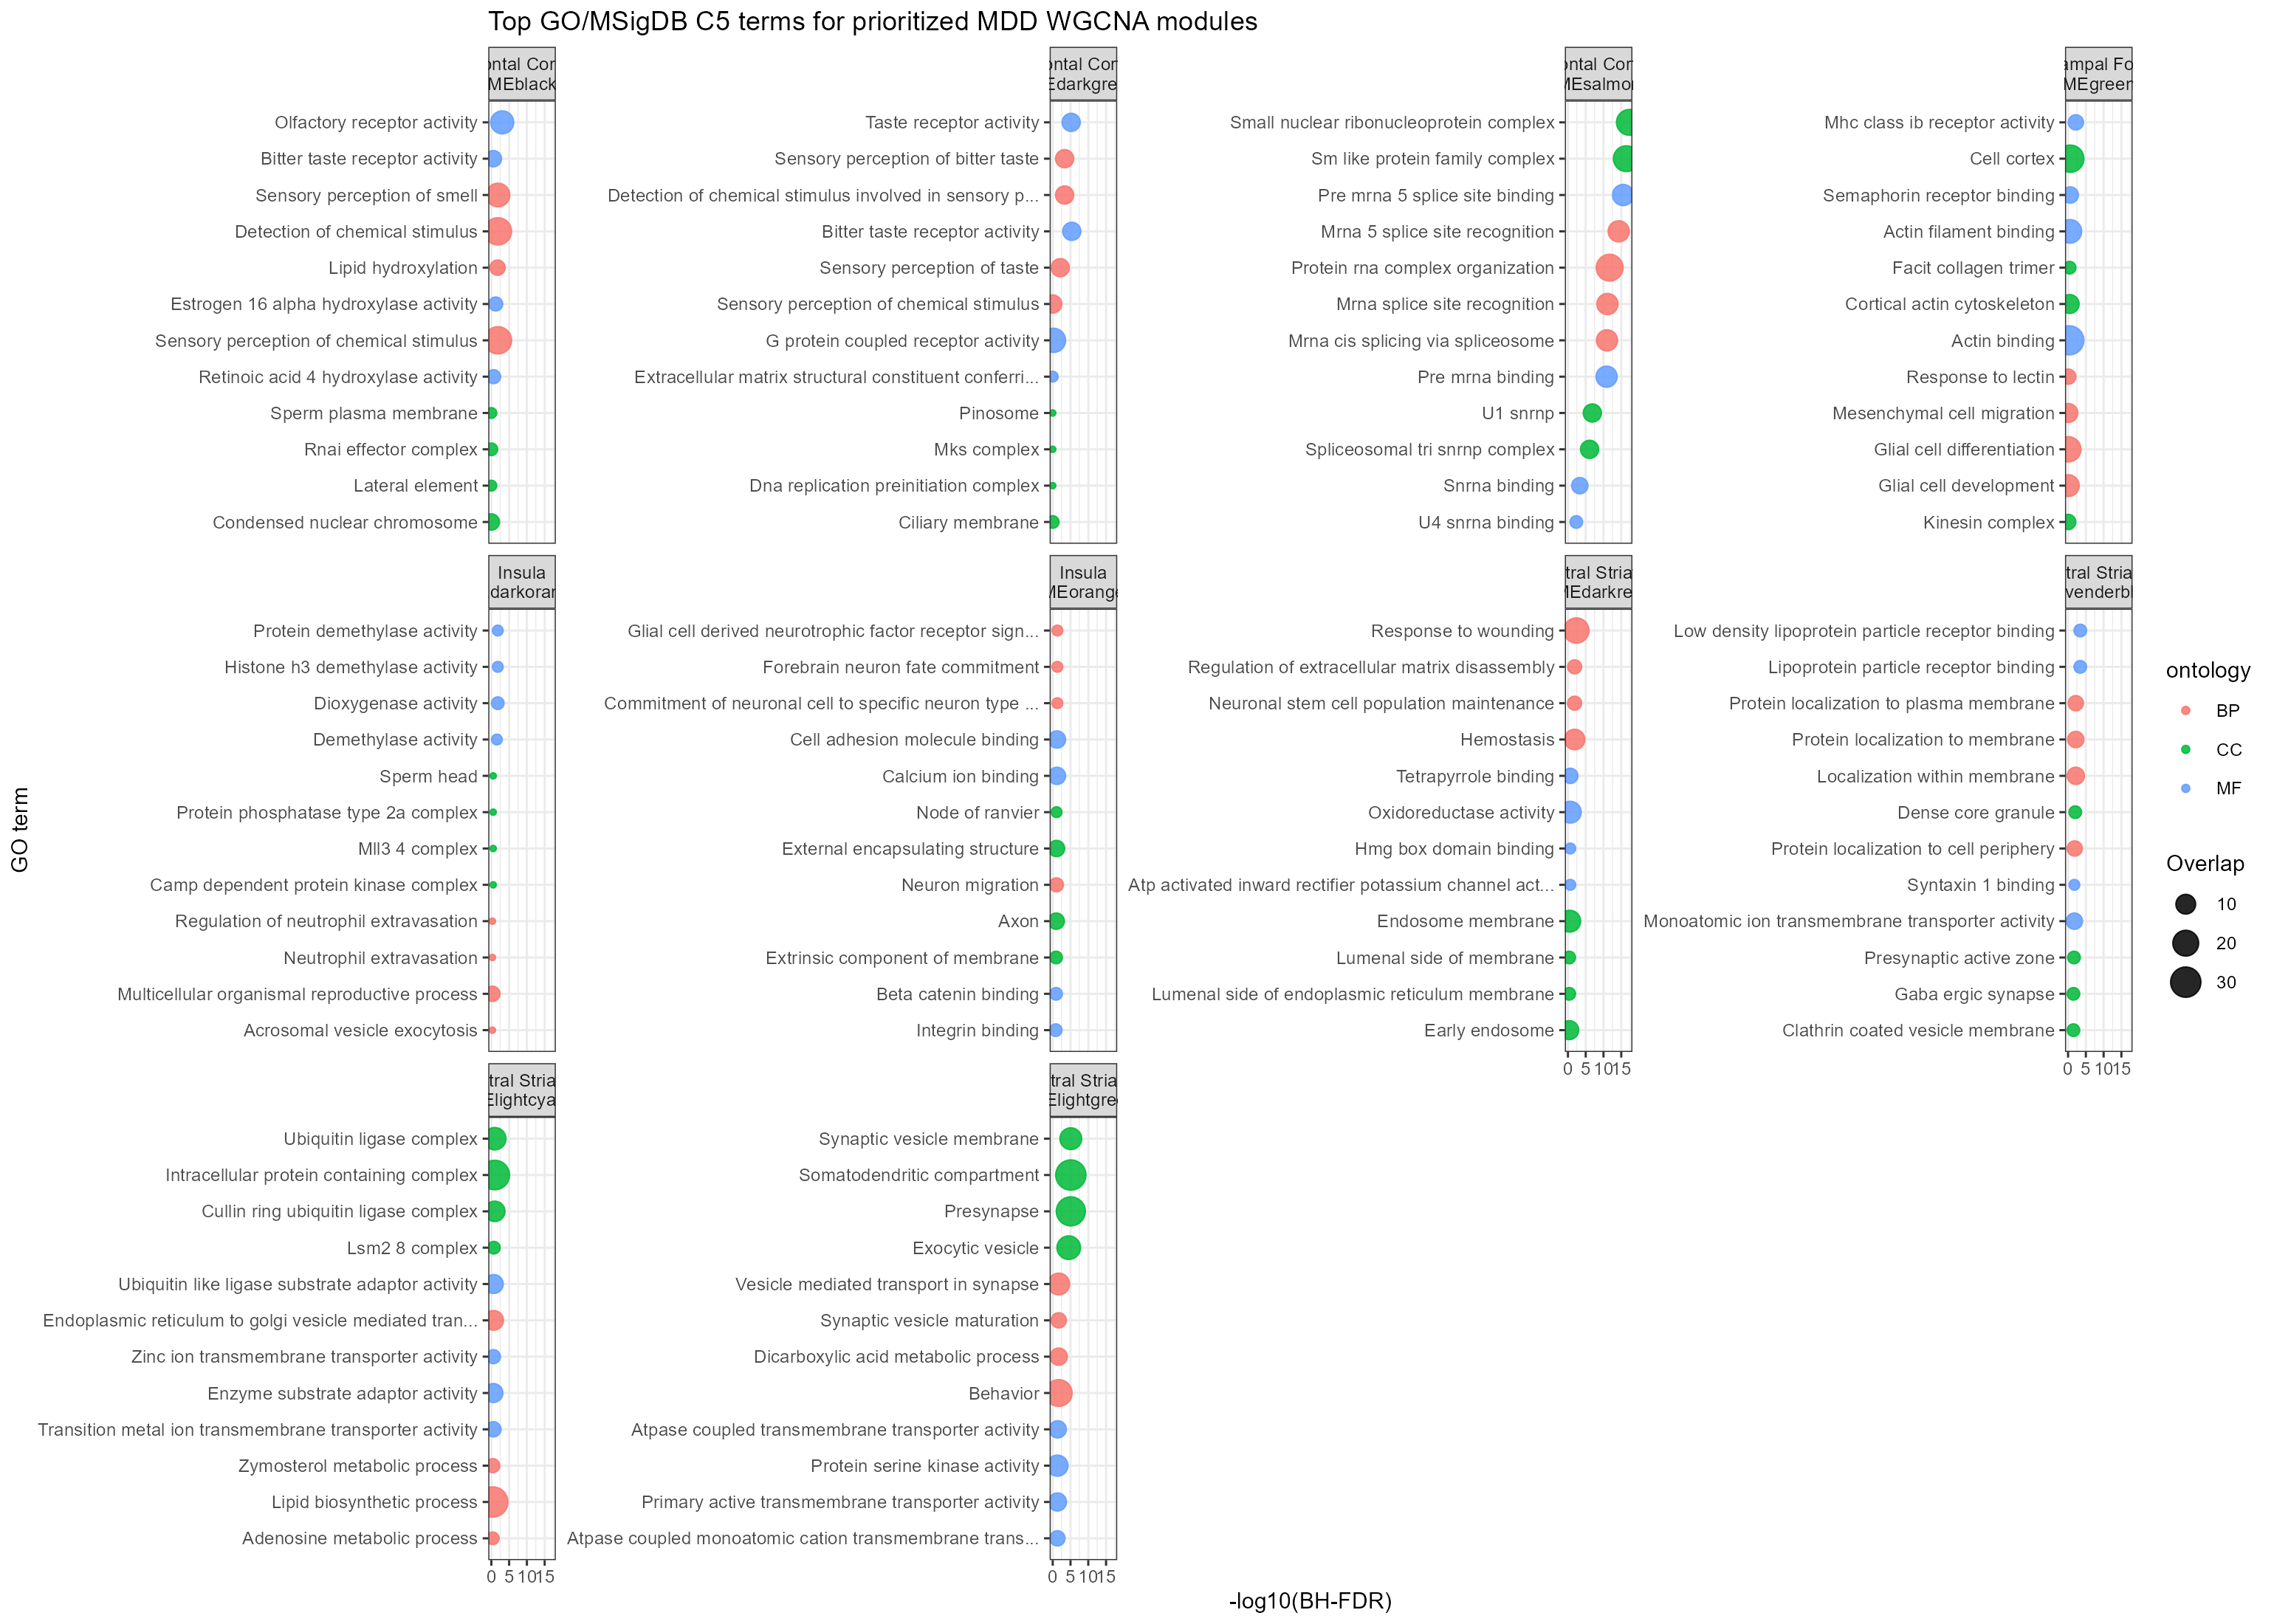 Top GO/MSigDB C5 terms for prioritized MDD WGCNA modules
ontal Cor
MEblack
Olfactory receptor activity
Bitter taste receptor activity
Sensory perception of smell
Detection of chemical stimulus
Lipid hydroxylation
Estrogen 16 alpha hydroxylase activity
Sensory perception of chemical stimulus
Retinoic acid 4 hydroxylase activity
Sperm plasma membrane
Rnai effector complex
Lateral element
Condensed nuclear chromosome
ontal Cor
Edarkgre
Taste receptor activity
Sensory perception of bitter taste
Detection of chemical stimulus involved in sensory p...
Bitter taste receptor activity
Sensory perception of taste
Sensory perception of chemical stimulus
G protein coupled receptor activity
Extracellular matrix structural constituent conferri...
Pinosome
Mks complex
Dna replication preinitiation complex
Ciliary membrane
ontal Cor
MEsalmon
Small nuclear ribonucleoprotein complex
Sm like protein family complex
Pre mrna 5 splice site binding
Mrna 5 splice site recognition
Protein rna complex organization
Mrna splice site recognition
Mrna cis splicing via spliceosome
Pre mrna binding
U1 snrnp
Spliceosomal tri snrnp complex
Snrna binding
U4 snrna binding
ampal Fo
MEgreen
Mhc class ib receptor activity
Cell cortex
Semaphorin receptor binding
Actin filament binding
Facit collagen trimer
Cortical actin cytoskeleton
Actin binding
Response to lectin
Mesenchymal cell migration
Glial cell differentiation
Glial cell development
Kinesin complex
Insula
darkoran
Protein demethylase activity
Histone h3 demethylase activity
Dioxygenase activity
Demethylase activity
Sperm head
Protein phosphatase type 2a complex
Mll3 4 complex
Camp dependent protein kinase complex
Regulation of neutrophil extravasation
Neutrophil extravasation
Multicellular organismal reproductive process
Acrosomal vesicle exocytosis
Insula
MEorange
Glial cell derived neurotrophic factor receptor sign...
Forebrain neuron fate commitment
Commitment of neuronal cell to specific neuron type ...
Cell adhesion molecule binding
Calcium ion binding
Node of ranvier
External encapsulating structure
Neuron migration
Axon
Extrinsic component of membrane
Beta catenin binding
Integrin binding
tral Stria
MEdarkre
Response to wounding
Regulation of extracellular matrix disassembly
Neuronal stem cell population maintenance
Hemostasis
Tetrapyrrole binding
Oxidoreductase activity
Hmg box domain binding
Atp activated inward rectifier potassium channel act...
Endosome membrane
Lumenal side of membrane
Lumenal side of endoplasmic reticulum membrane
Early endosome
0 5 10 15
tral Stria
venderbl
Low density lipoprotein particle receptor binding
Lipoprotein particle receptor binding
Protein localization to plasma membrane
Protein localization to membrane
Localization within membrane
Dense core granule
Protein localization to cell periphery
Syntaxin 1 binding
Monoatomic ion transmembrane transporter activity
Presynaptic active zone
Gaba ergic synapse
Clathrin coated vesicle membrane
0 5 10 15
tral Stria
Elightcya
Ubiquitin ligase complex
Intracellular protein containing complex
Cullin ring ubiquitin ligase complex
Lsm2 8 complex
Ubiquitin like ligase substrate adaptor activity
Endoplasmic reticulum to golgi vesicle mediated tran...
Zinc ion transmembrane transporter activity
Enzyme substrate adaptor activity
Transition metal ion transmembrane transporter activity
Zymosterol metabolic process
Lipid biosynthetic process
Adenosine metabolic process
0 5 10 15
tral Stria
Elightgre
Synaptic vesicle membrane
Somatodendritic compartment
Presynapse
Exocytic vesicle
Vesicle mediated transport in synapse
Synaptic vesicle maturation
Dicarboxylic acid metabolic process
Behavior
Atpase coupled transmembrane transporter activity
Protein serine kinase activity
Primary active transmembrane transporter activity
Atpase coupled monoatomic cation transmembrane trans...
0 5 10 15
GO term
-log10(BH-FDR)
ontology
BP
CC
MF
Overlap
10
20
30